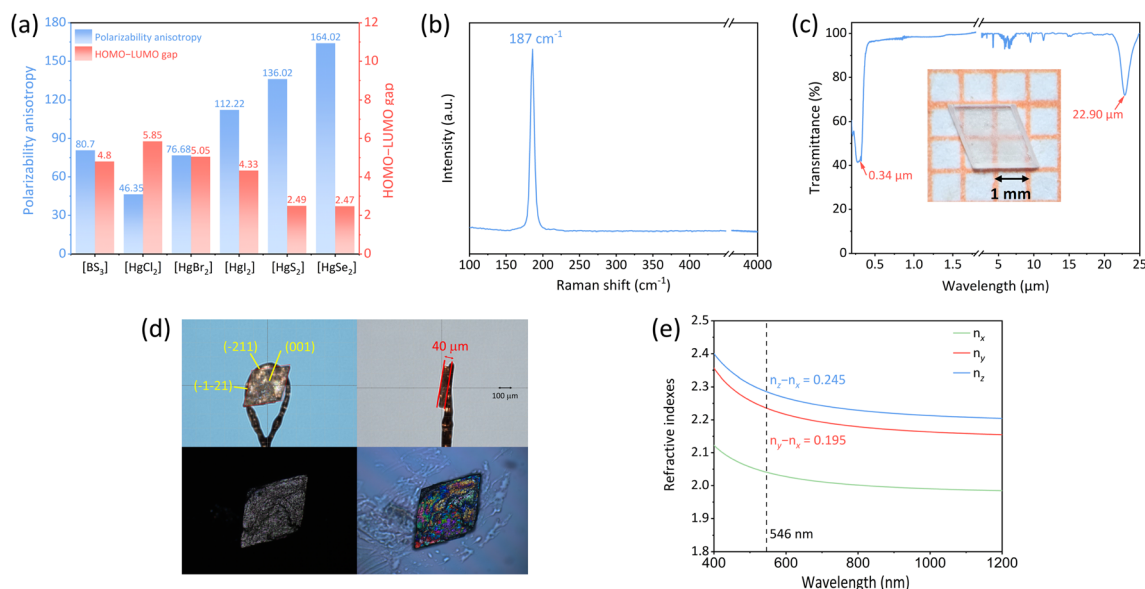 (a)
Polarizability anisotropy
HOMO−LUMO gap
Polarizability anisotropy
180
150
120
90
60
30
0
80.7
4.8
46.35
5.85
76.68
5.05
112.22
4.33
136.02
2.49
164.02
2.47
[BS₃] [HgCl₂] [HgBr₂] [HgI₂] [HgS₂] [HgSe₂]
12
10
8
6
4
2
0
HOMO−LUMO gap
(b)
187 cm⁻¹
Intensity (a.u.)
100 150 200 250 300 350 400 4000
Raman shift (cm⁻¹)
(c)
Transmittance (%)
100
80
60
40
20
0
0.34 μm
22.90 μm
1 mm
0.5 1.0 1.5 5 10 15 20 25
Wavelength (μm)
(d)
(-211) (001)
(-1-21)
40 μm
100 μm
(e)
Refractive indexes
2.5
2.4
2.3
2.2
2.1
2.0
1.9
1.8
nₓ
n_y
n_z
n_z−nₓ = 0.245
n_y−nₓ = 0.195
546 nm
400 600 800 1000 1200
Wavelength (nm)